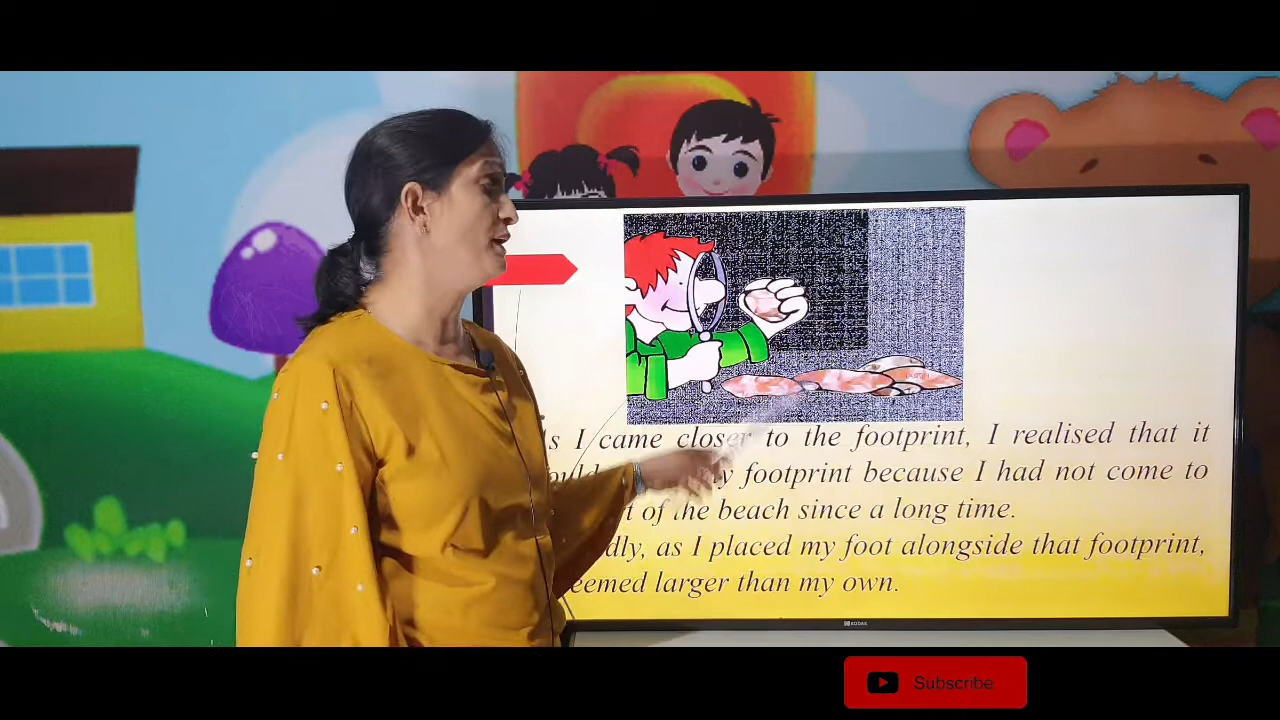 s I came closer to the footprint, I realised that it
footprint because I had not come to
of the beach since a long time.
as I placed my foot alongside that footprint,
larger than my own.
KODAK
Subscribe